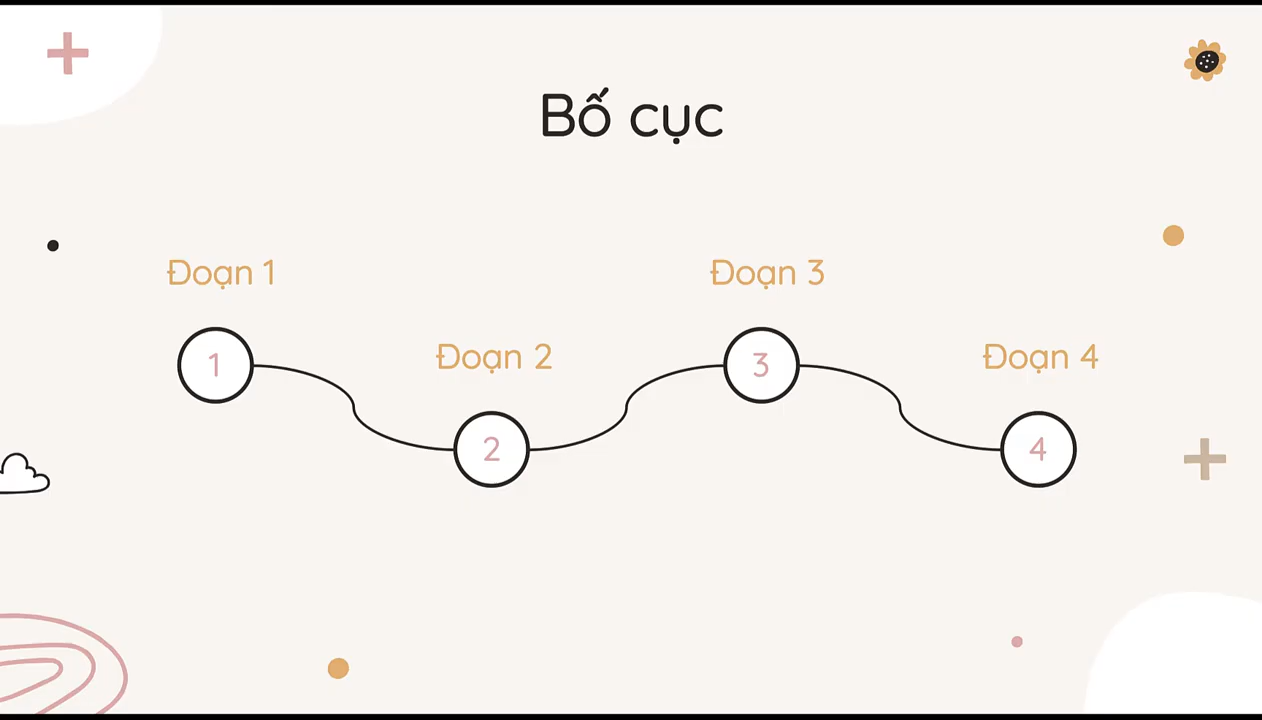 Bố cục
Đoạn 1
1
Đoạn 2
2
Đoạn 3
3
Đoạn 4
4